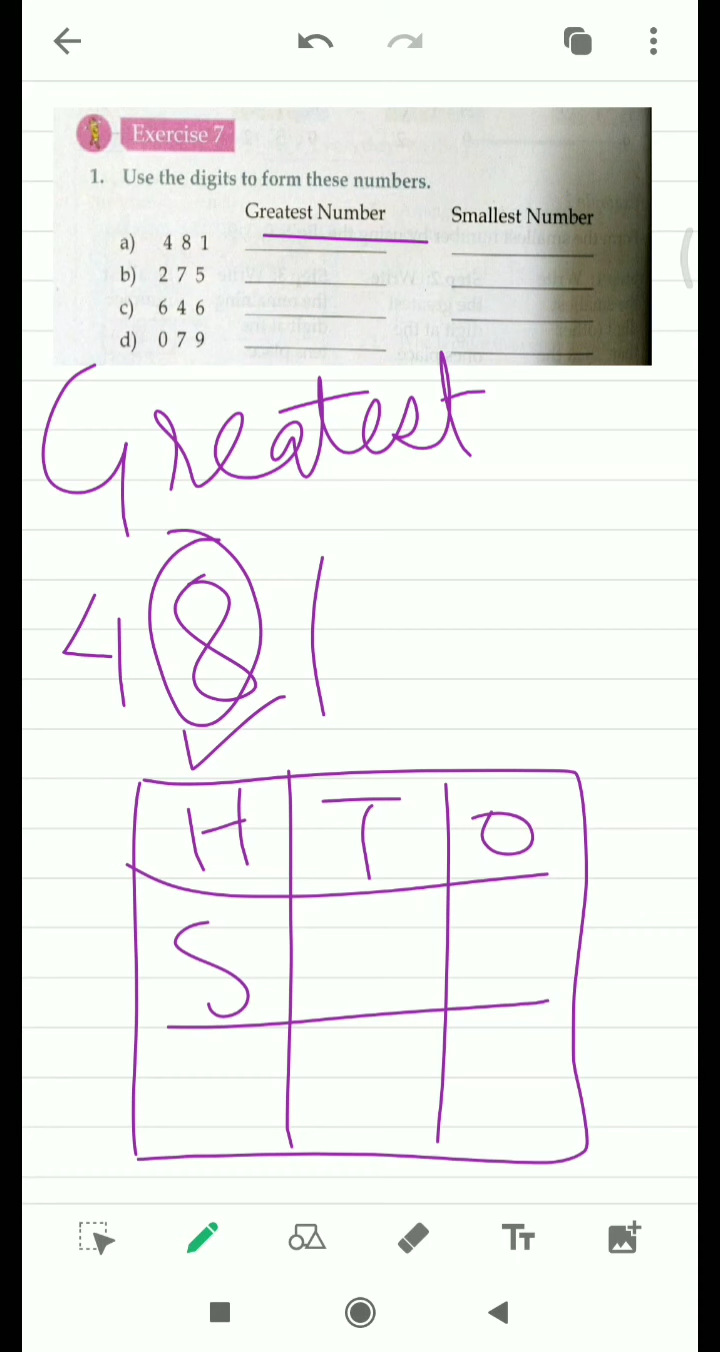 Exercise 7
1. Use the digits to form these numbers.
Greatest Number Smallest Number
a) 4 8 1
b) 2 7 5
c) 6 4 6
d) 0 7 9
Greatest
4 8 1
H T O
S
TT